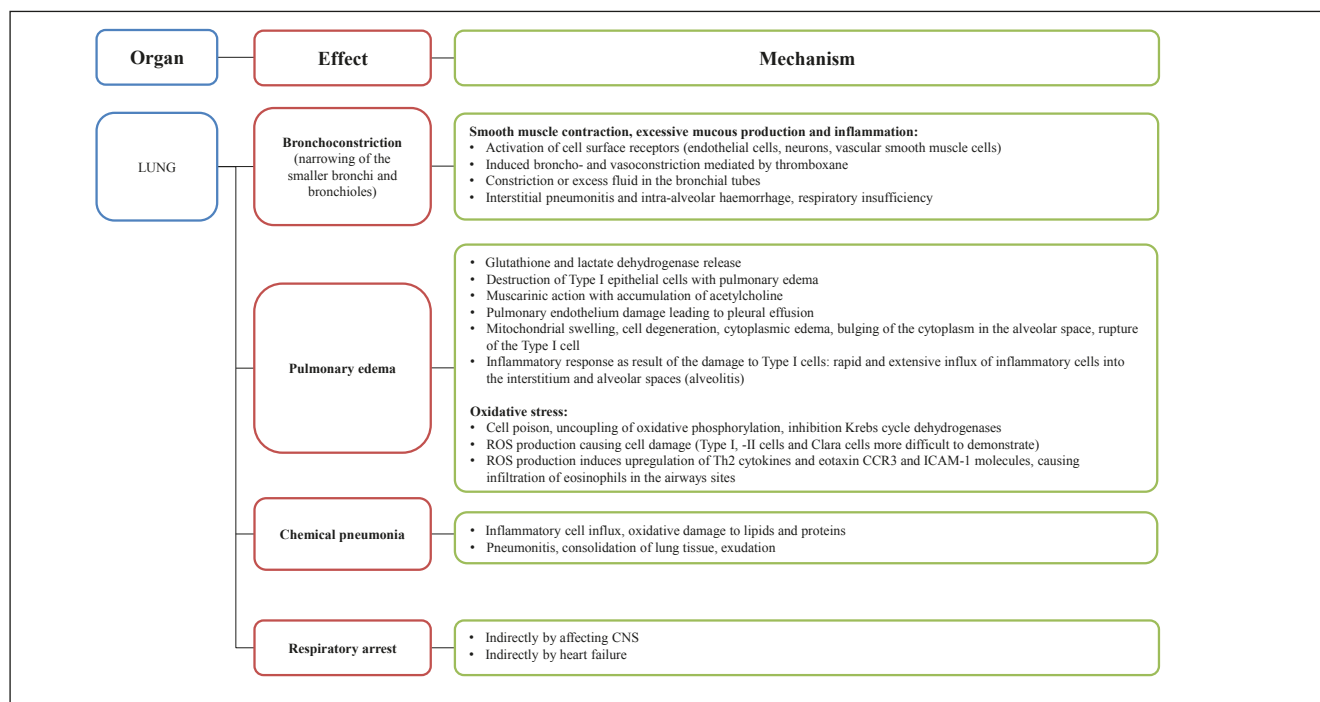 Organ
Effect
Mechanism
LUNG
Bronchoconstriction
(narrowing of the
smaller bronchi and
bronchioles)
Smooth muscle contraction, excessive mucous production and inflammation:
• Activation of cell surface receptors (endothelial cells, neurons, vascular smooth muscle cells)
• Induced broncho- and vasoconstriction mediated by thromboxane
• Constriction or excess fluid in the bronchial tubes
• Interstitial pneumonitis and intra-alveolar haemorrhage, respiratory insufficiency
Pulmonary edema
• Glutathione and lactate dehydrogenase release
• Destruction of Type I epithelial cells with pulmonary edema
• Muscarinic action with accumulation of acetylcholine
• Pulmonary endothelium damage leading to pleural effusion
• Mitochondrial swelling, cell degeneration, cytoplasmic edema, bulging of the cytoplasm in the alveolar space, rupture
of the Type I cell
• Inflammatory response as result of the damage to Type I cells: rapid and extensive influx of inflammatory cells into
the interstitium and alveolar spaces (alveolitis)
Oxidative stress:
• Cell poison, uncoupling of oxidative phosphorylation, inhibition Krebs cycle dehydrogenases
• ROS production causing cell damage (Type I, -II cells and Clara cells more difficult to demonstrate)
• ROS production induces upregulation of Th2 cytokines and eotaxin CCR3 and ICAM-1 molecules, causing
infiltration of eosinophils in the airways sites
Chemical pneumonia
• Inflammatory cell influx, oxidative damage to lipids and proteins
• Pneumonitis, consolidation of lung tissue, exudation
Respiratory arrest
• Indirectly by affecting CNS
• Indirectly by heart failure